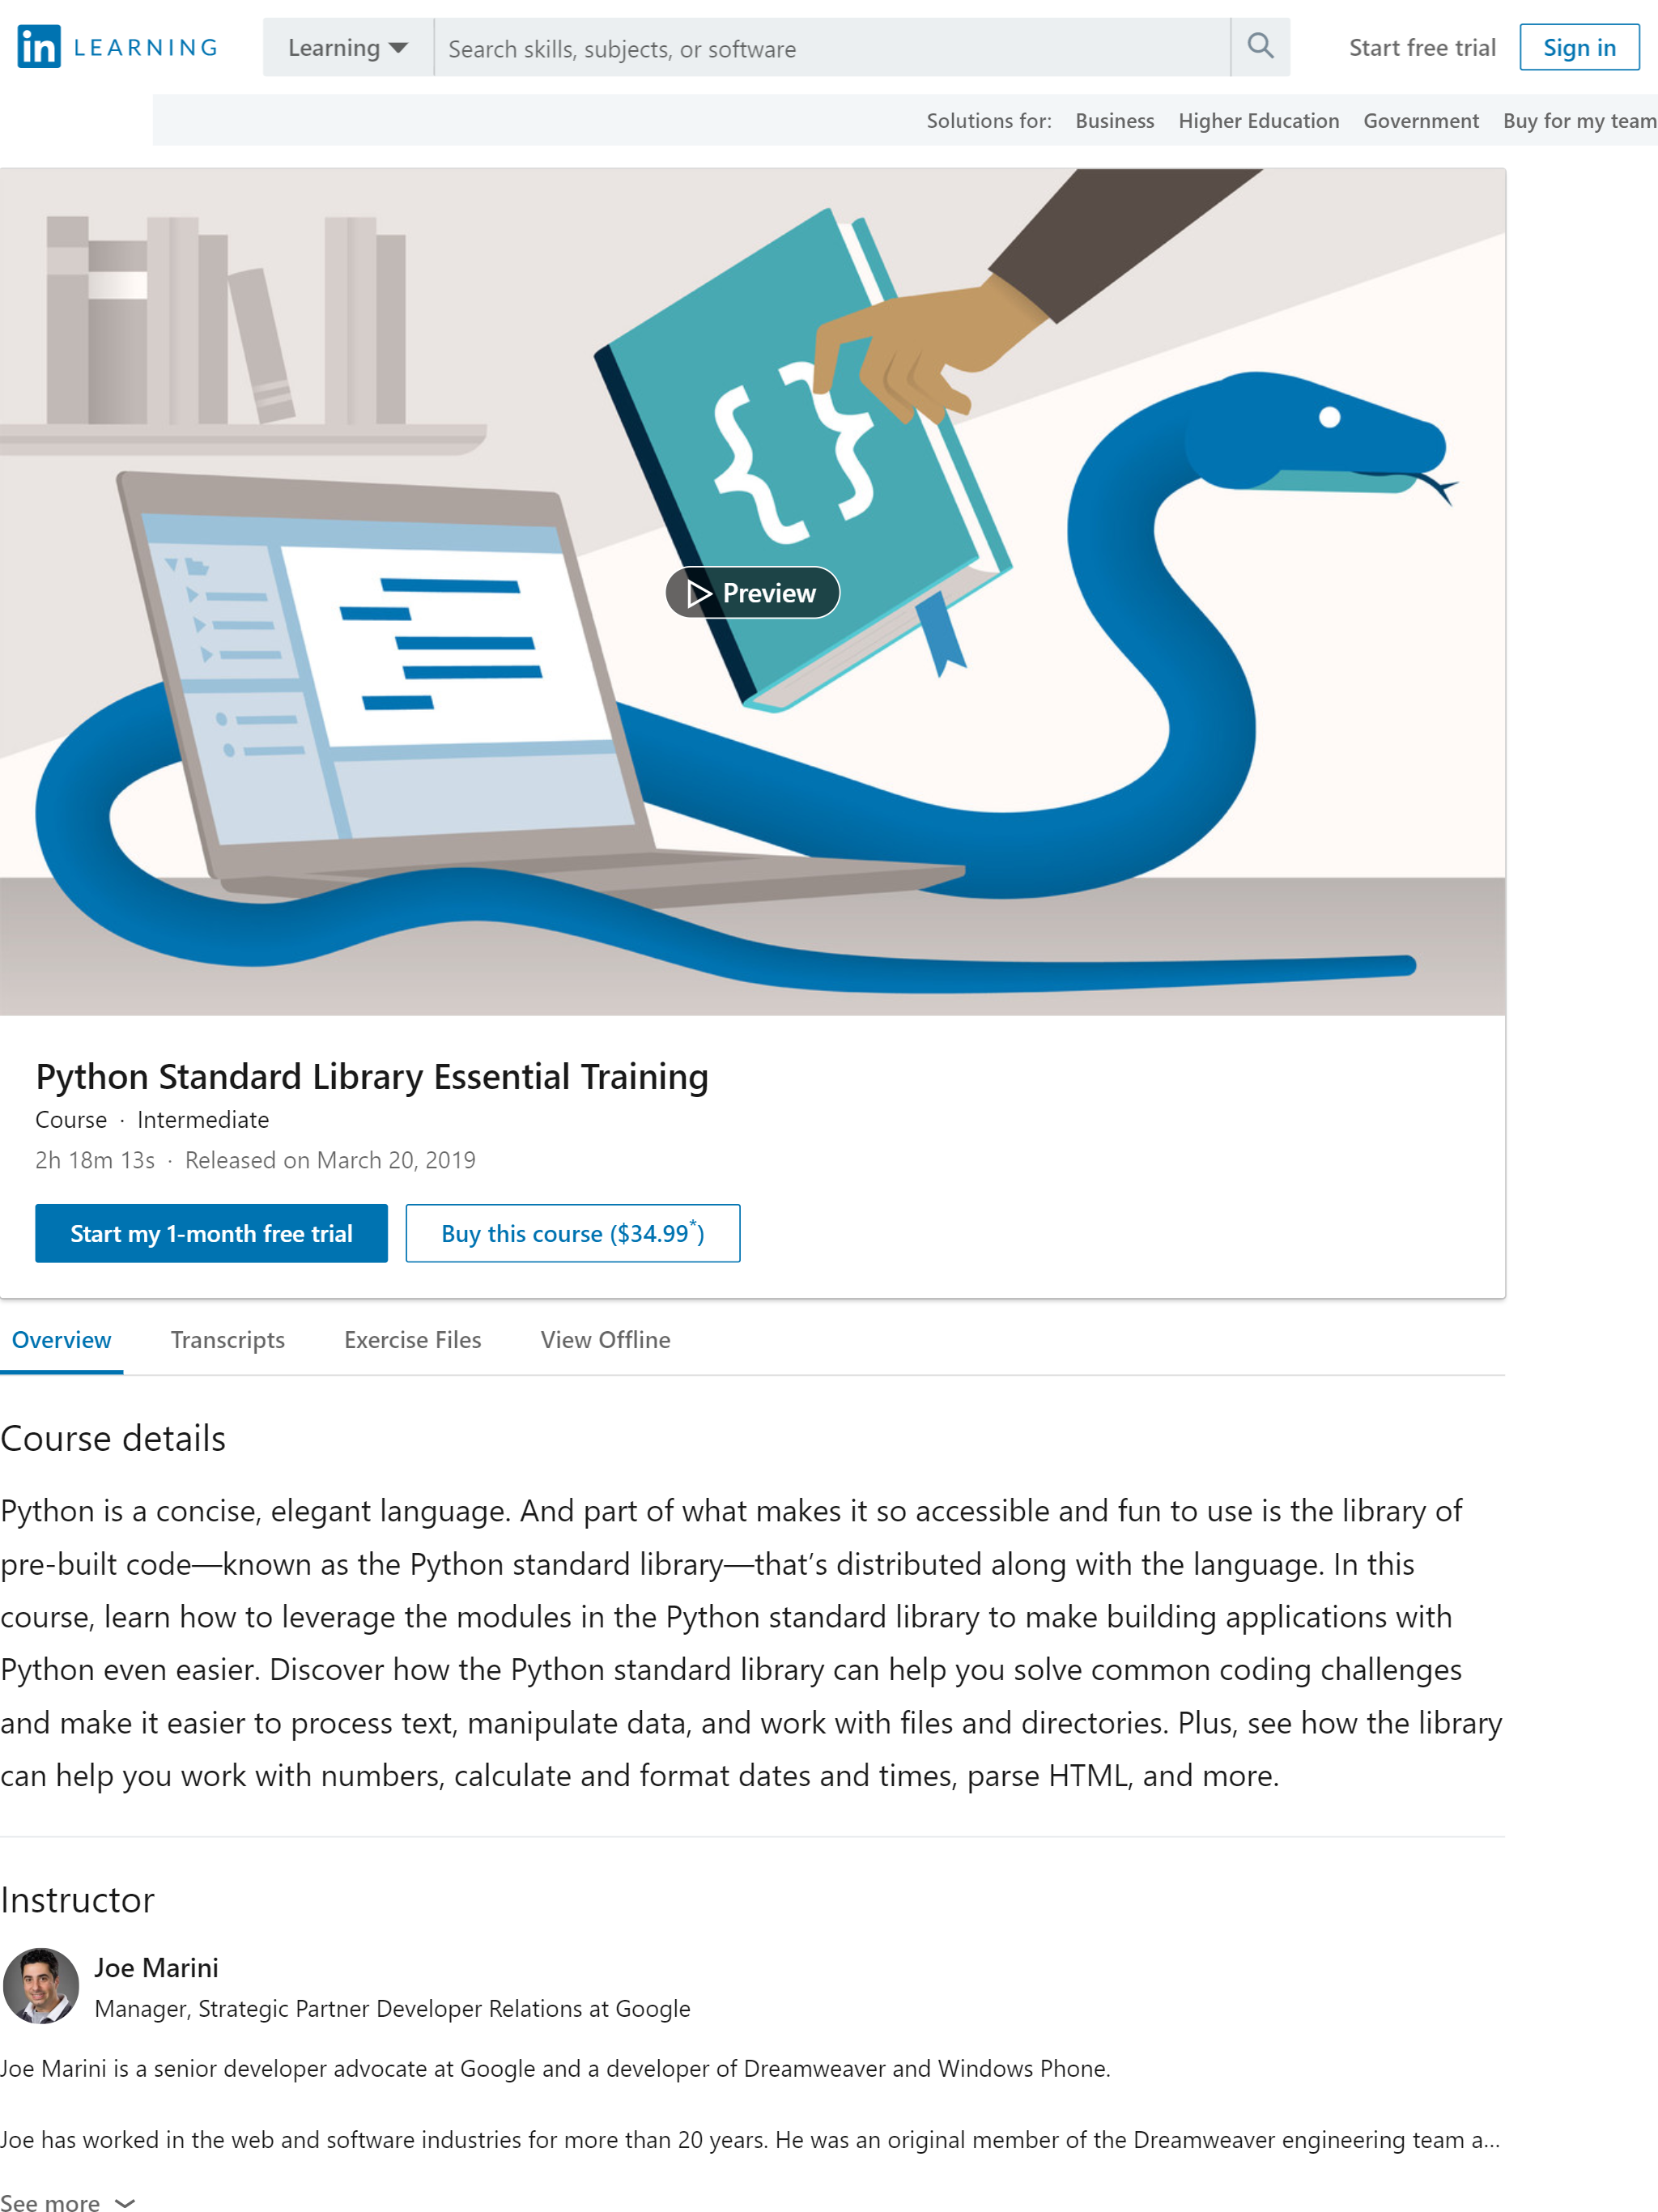 in LEARNING
Learning
Search skills, subjects, or software
Start free trial
Sign in
Solutions for: Business Higher Education Government Buy for my team
{ }
Preview
Python Standard Library Essential Training
Course · Intermediate
2h 18m 13s · Released on March 20, 2019
Start my 1-month free trial
Buy this course ($34.99*)
Overview Transcripts Exercise Files View Offline
Course details
Python is a concise, elegant language. And part of what makes it so accessible and fun to use is the library of
pre-built code—known as the Python standard library—that’s distributed along with the language. In this
course, learn how to leverage the modules in the Python standard library to make building applications with
Python even easier. Discover how the Python standard library can help you solve common coding challenges
and make it easier to process text, manipulate data, and work with files and directories. Plus, see how the library
can help you work with numbers, calculate and format dates and times, parse HTML, and more.
Instructor
Joe Marini
Manager, Strategic Partner Developer Relations at Google
Joe Marini is a senior developer advocate at Google and a developer of Dreamweaver and Windows Phone.
Joe has worked in the web and software industries for more than 20 years. He was an original member of the Dreamweaver engineering team a...
See more